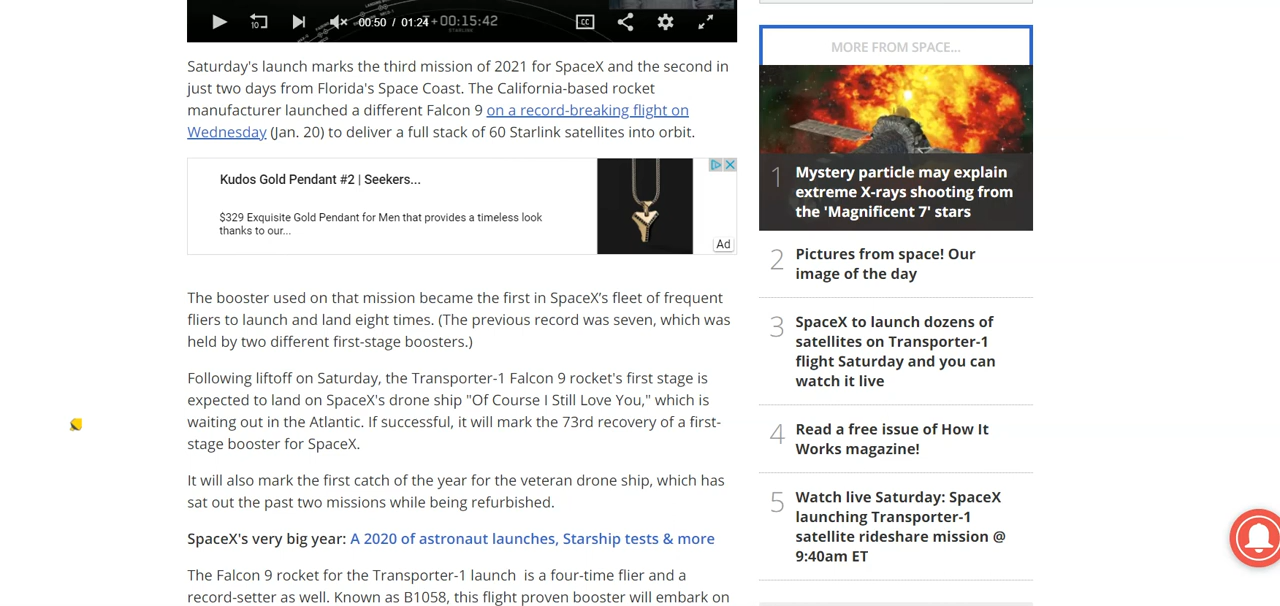 00:50 / 01:24
+00:15:42
STARLINK
CC
10
Saturday's launch marks the third mission of 2021 for SpaceX and the second in
just two days from Florida's Space Coast. The California-based rocket
manufacturer launched a different Falcon 9 on a record-breaking flight on
Wednesday (Jan. 20) to deliver a full stack of 60 Starlink satellites into orbit.
Kudos Gold Pendant #2 | Seekers...
$329 Exquisite Gold Pendant for Men that provides a timeless look
thanks to our...
Ad
The booster used on that mission became the first in SpaceX’s fleet of frequent
fliers to launch and land eight times. (The previous record was seven, which was
held by two different first-stage boosters.)
Following liftoff on Saturday, the Transporter-1 Falcon 9 rocket's first stage is
expected to land on SpaceX's drone ship "Of Course I Still Love You," which is
waiting out in the Atlantic. If successful, it will mark the 73rd recovery of a first-
stage booster for SpaceX.
It will also mark the first catch of the year for the veteran drone ship, which has
sat out the past two missions while being refurbished.
SpaceX's very big year: A 2020 of astronaut launches, Starship tests & more
The Falcon 9 rocket for the Transporter-1 launch is a four-time flier and a
record-setter as well. Known as B1058, this flight proven booster will embark on
MORE FROM SPACE...
1
Mystery particle may explain
extreme X-rays shooting from
the 'Magnificent 7' stars
2
Pictures from space! Our
image of the day
3
SpaceX to launch dozens of
satellites on Transporter-1
flight Saturday and you can
watch it live
4
Read a free issue of How It
Works magazine!
5
Watch live Saturday: SpaceX
launching Transporter-1
satellite rideshare mission @
9:40am ET